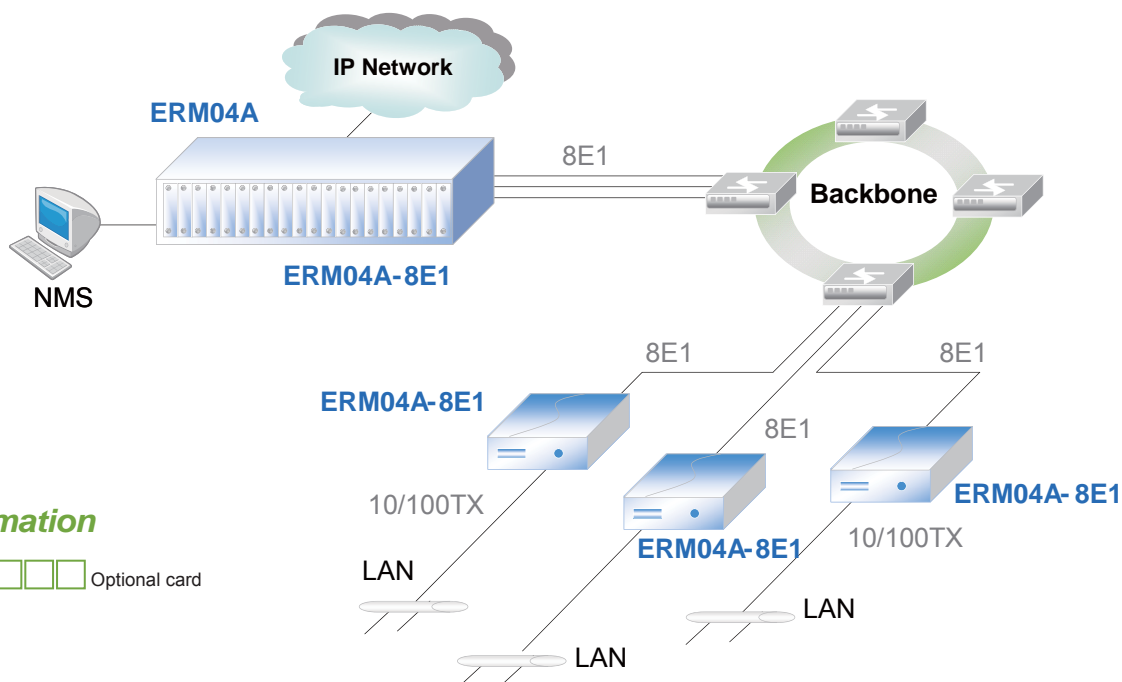 IP Network
ERM04A
8E1
Backbone
ERM04A-8E1
NMS
8E1
8E1
ERM04A-8E1
8E1
ERM04A-8E1
10/100TX
mation
ERM04A-8E1
10/100TX
Optional card
LAN
LAN
LAN